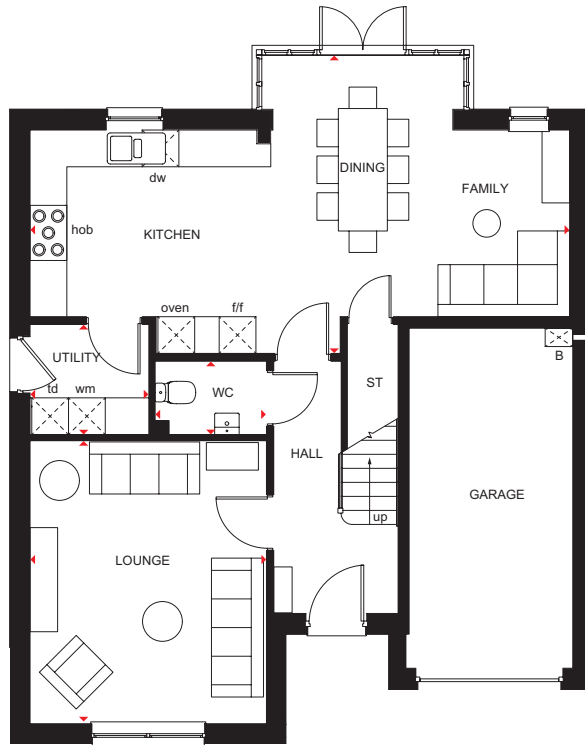 dw
DINING
FAMILY
hob
KITCHEN
oven
f/f
UTILITY
B
td
wm
WC
ST
HALL
GARAGE
up
LOUNGE